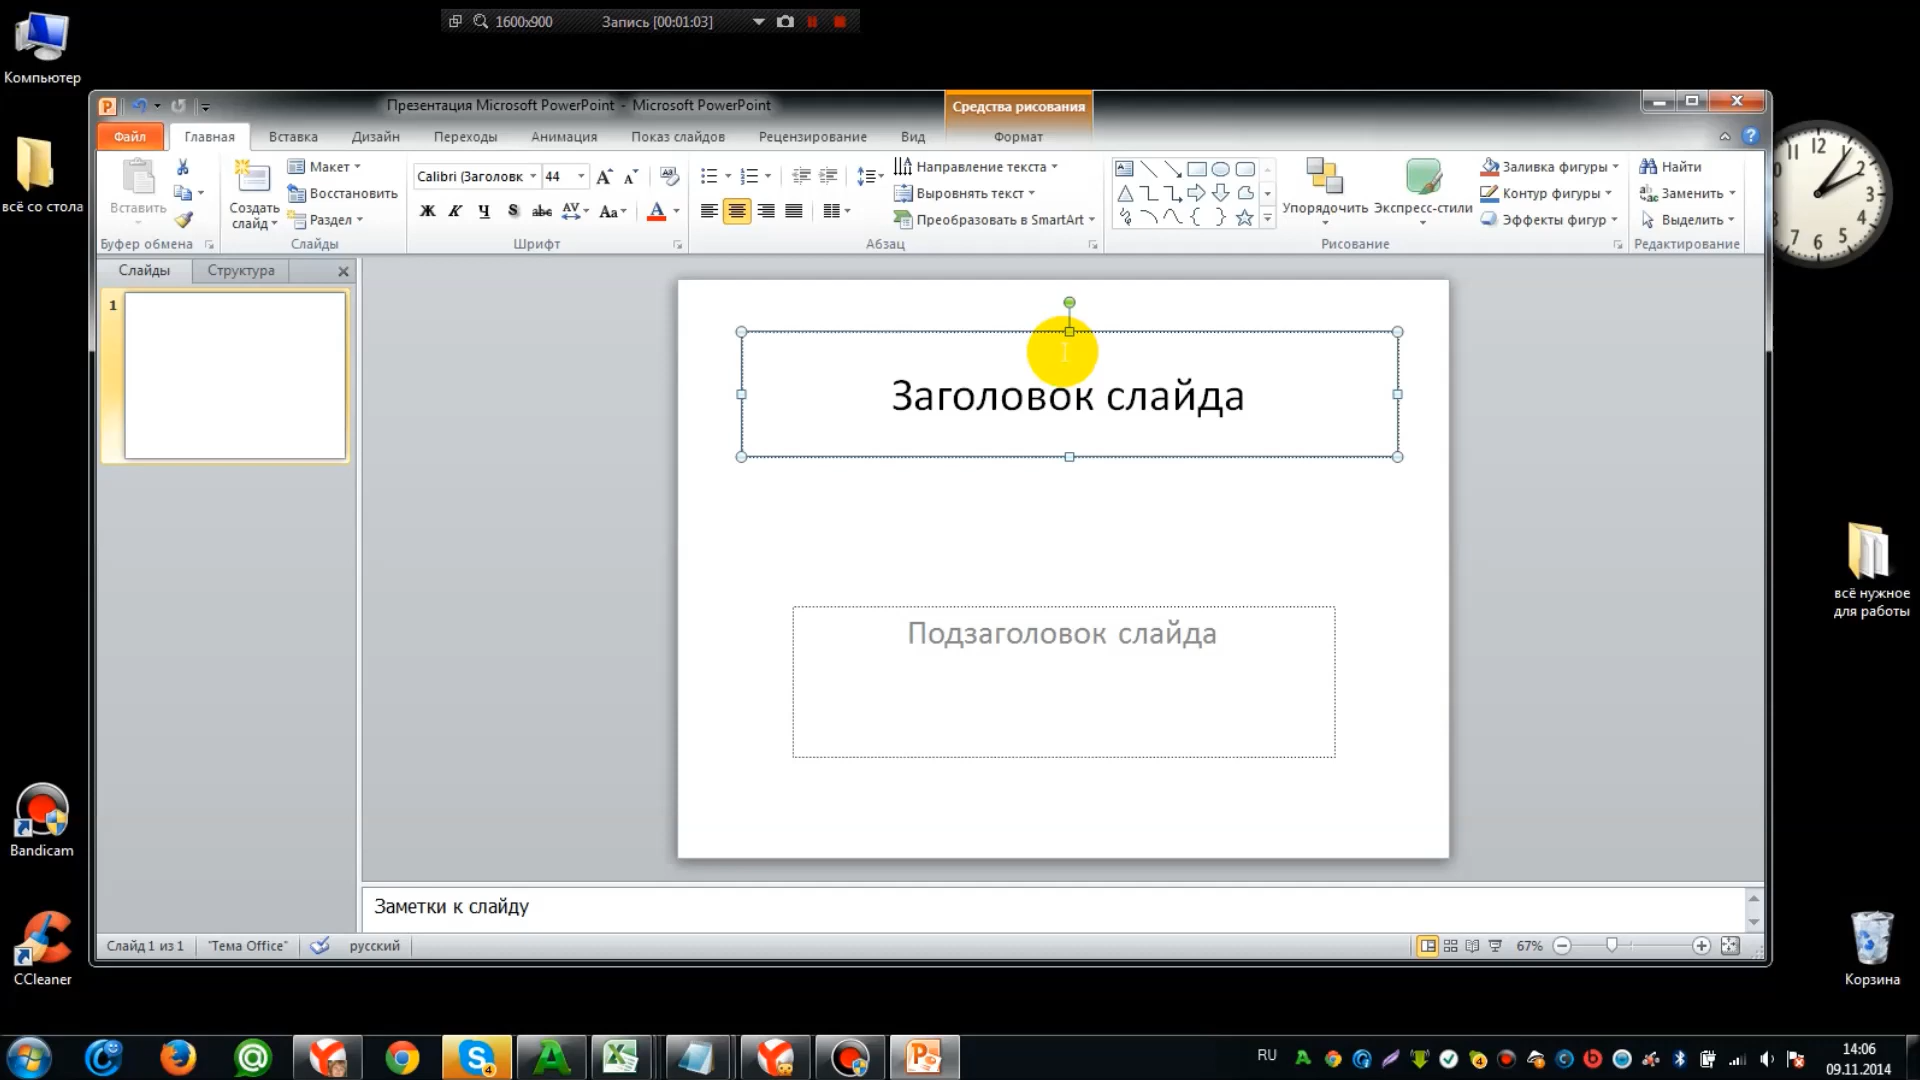 1600x900 Запись [00:01:03]
Компьютер
Презентация Microsoft PowerPoint - Microsoft PowerPoint
Средства рисования
Файл Главная Вставка Дизайн Переходы Анимация Показ слайдов Рецензирование Вид Формат
Вставить
Буфер обмена
Создать
слайд
Макет
Восстановить
Раздел
Слайды
Calibri (Заголовк 44
Ж К Ч S abc AV Aa A
Шрифт
Направление текста
Выровнять текст
Преобразовать в SmartArt
Абзац
Упорядочить Экспресс-стили
Заливка фигуры
Контур фигуры
Эффекты фигур
Рисование
Найти
Заменить
Выделить
Редактирование
всё со стола
Слайды Структура
1
Заголовок слайда
Подзаголовок слайда
всё нужное
для работы
Bandicam
Заметки к слайду
Слайд 1 из 1 "Тема Office" русский 67%
CCleaner
Корзина
RU
14:06
09.11.2014